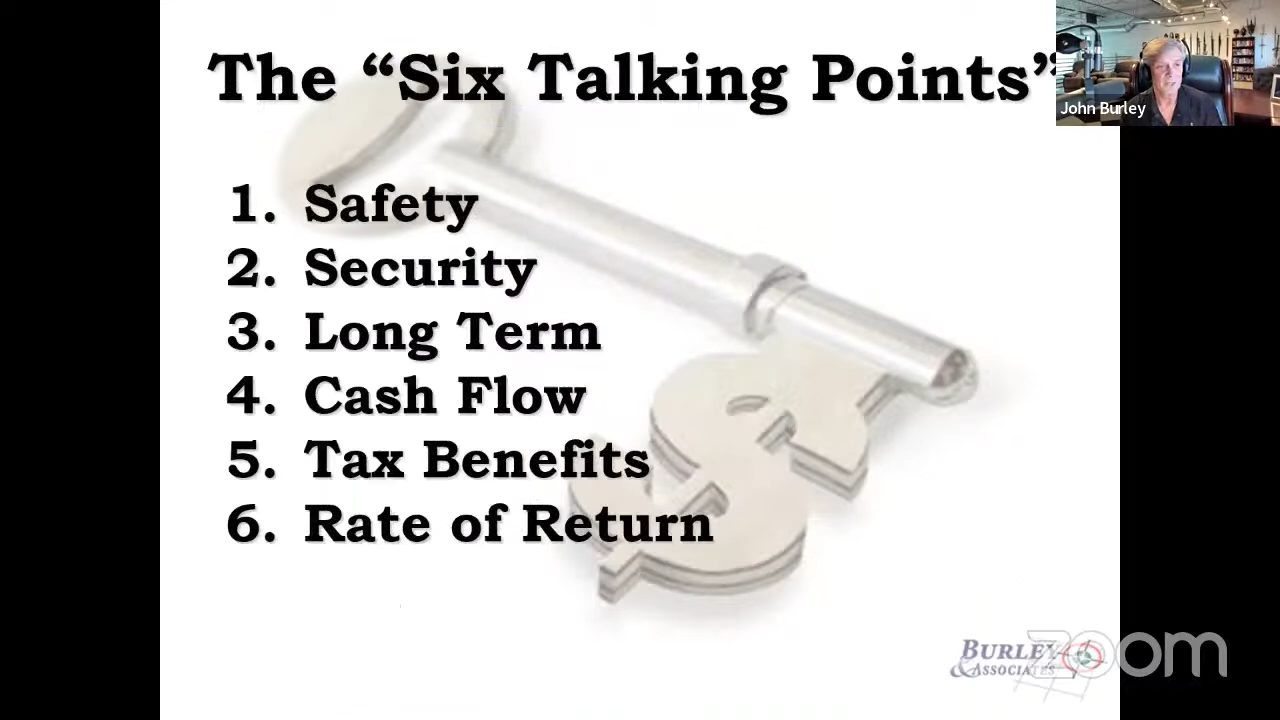 The “Six Talking Points”
John Burley
1. Safety
2. Security
3. Long Term
4. Cash Flow
5. Tax Benefits
6. Rate of Return
BURLEY
& ASSOCIATES
zoom